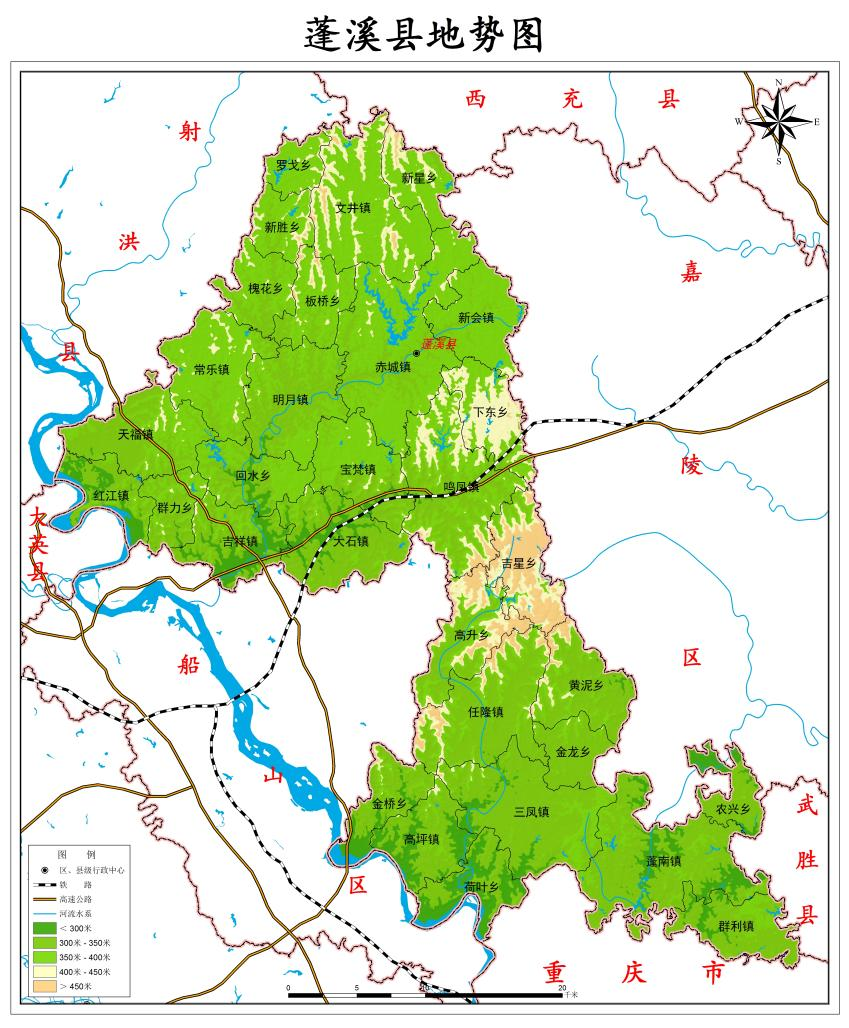 蓬溪县地势图
西充县
N
W
E
S
射洪县
嘉陵区
罗戈乡
新星乡
文井镇
新胜乡
槐花乡
板桥乡
新会镇
蓬溪县
赤城镇
常乐镇
明月镇
下东乡
天福镇
回水乡
宝梵镇
鸣凤镇
红江镇
群力乡
大英县
吉祥镇
大石镇
吉星乡
高升乡
船山区
黄泥乡
任隆镇
金龙乡
金桥乡
三凤镇
农兴乡
武胜县
高坪镇
蓬南镇
荷叶乡
群利镇
重庆市
图 例
区、县级行政中心
铁 路
高速公路
河流水系
< 300米
300米 - 350米
350米 - 400米
400米 - 450米
> 450米
0 5 10 20
千米